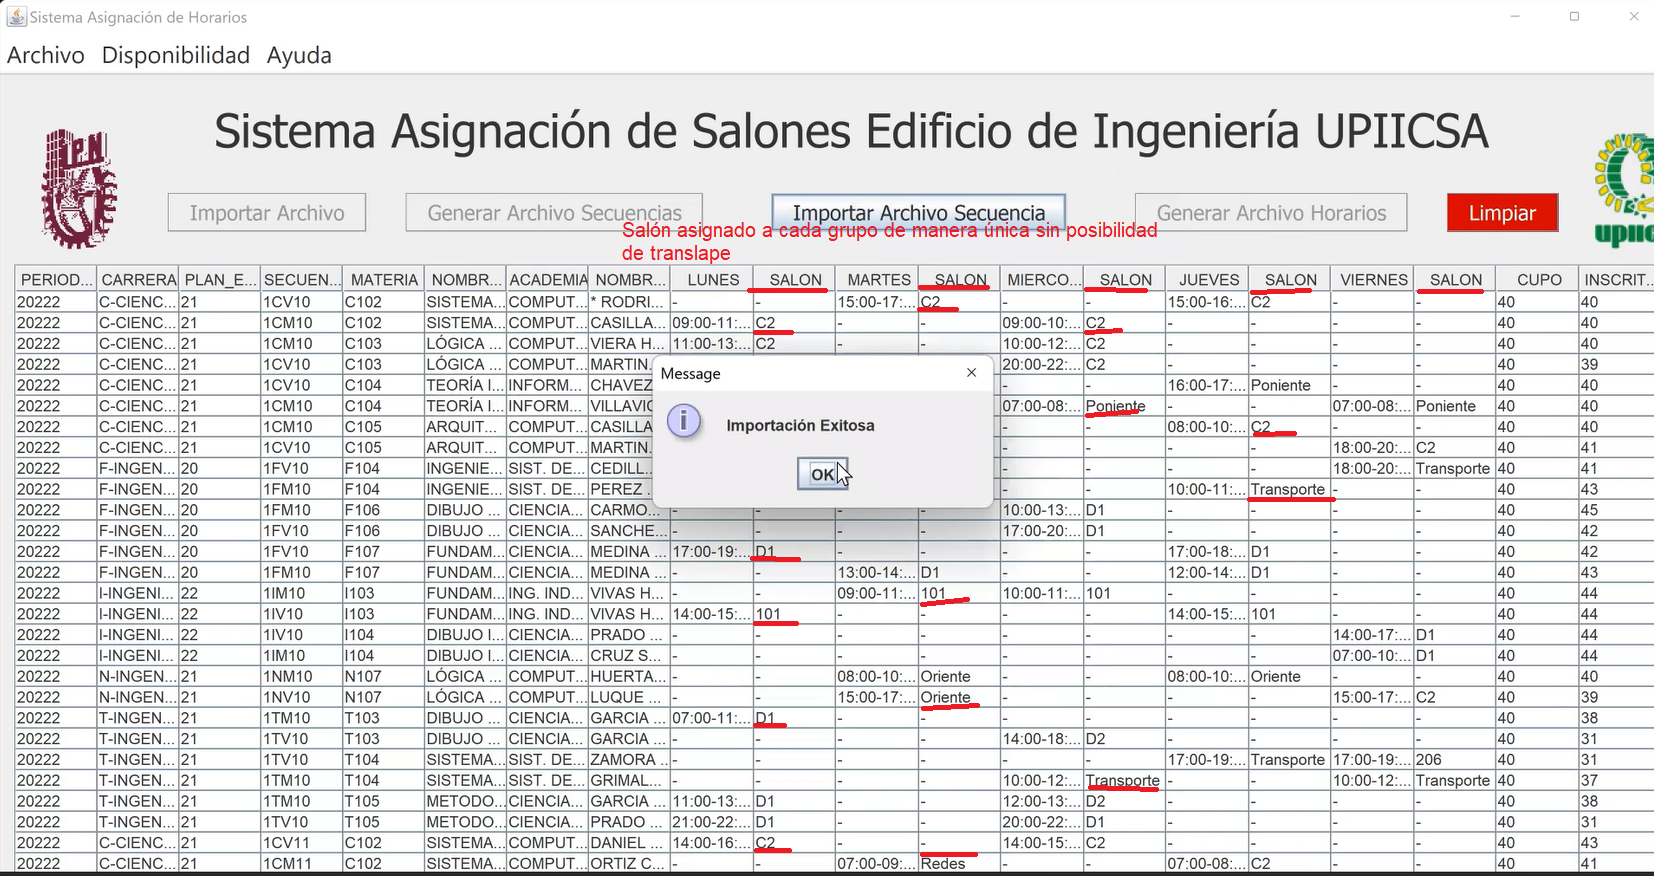 Sistema Asignación de Horarios
Archivo Disponibilidad Ayuda
Sistema Asignación de Salones Edificio de Ingeniería UPIICSA
Importar Archivo Generar Archivo Secuencias Importar Archivo Secuencia Generar Archivo Horarios Limpiar
Salón asignado a cada grupo de manera única sin posibilidad
de translape
PERIOD... CARRERA PLAN_E... SECUEN... MATERIA NOMBR... ACADEMIA NOMBR... LUNES SALON MARTES SALON MIERCO... SALON JUEVES SALON VIERNES SALON CUPO INSCRIT...
20222 C-CIENC... 21 1CV10 C102 SISTEMA... COMPUT... * RODRI... - - 15:00-17:... C2 - - 15:00-16:... C2 - - 40 40
20222 C-CIENC... 21 1CM10 C102 SISTEMA... COMPUT... CASILLA... 09:00-11:... C2 - - 09:00-10:... C2 - - - - 40 40
20222 C-CIENC... 21 1CM10 C103 LÓGICA ... COMPUT... VIERA H... 11:00-13:... C2 - - 10:00-12:... C2 - - - - 40 40
20222 C-CIENC... 21 1CV10 C103 LÓGICA ... COMPUT... MARTIN. 20:00-22:... C2 - - - - 40 39
20222 C-CIENC... 21 1CV10 C104 TEORÍA I... INFORM... CHAVEZ - - 16:00-17:... Poniente - - 40 40
20222 C-CIENC... 21 1CM10 C104 TEORÍA I... INFORM... VILLAVIC 07:00-08:... Poniente - - 07:00-08:... Poniente 40 40
20222 C-CIENC... 21 1CM10 C105 ARQUIT... COMPUT... CASILLA - - 08:00-10:... C2 - - 40 40
20222 C-CIENC... 21 1CV10 C105 ARQUIT... COMPUT... MARTIN. - - - - 18:00-20:... C2 40 41
20222 F-INGEN... 20 1FV10 F104 INGENIE... SIST. DE... CEDILL. - - - - 18:00-20:... Transporte 40 41
20222 F-INGEN... 20 1FM10 F104 INGENIE... SIST. DE... PEREZ . - - 10:00-11:... Transporte - - 40 43
20222 F-INGEN... 20 1FM10 F106 DIBUJO ... CIENCIA... CARMO... - - - - 10:00-13:... D1 - - - - 40 45
20222 F-INGEN... 20 1FV10 F106 DIBUJO ... CIENCIA... SANCHE... - - - - 17:00-20:... D1 - - - - 40 42
20222 F-INGEN... 20 1FV10 F107 FUNDAM... CIENCIA... MEDINA ... 17:00-19:... D1 - - - - 17:00-18:... D1 - - 40 42
20222 F-INGEN... 20 1FM10 F107 FUNDAM... CIENCIA... MEDINA ... - - 13:00-14:... D1 - - 12:00-14:... D1 - - 40 43
20222 I-INGENI... 22 1IM10 I103 FUNDAM... ING. IND... VIVAS H... - - 09:00-11:... 101 10:00-11:... 101 - - - - 40 44
20222 I-INGENI... 22 1IV10 I103 FUNDAM... ING. IND... VIVAS H... 14:00-15:... 101 - - - - 14:00-15:... 101 - - 40 44
20222 I-INGENI... 22 1IV10 I104 DIBUJO I... CIENCIA... PRADO ... - - - - - - - - 14:00-17:... D1 40 44
20222 I-INGENI... 22 1IM10 I104 DIBUJO I... CIENCIA... CRUZ S... - - - - - - - - 07:00-10:... D1 40 44
20222 N-INGEN... 21 1NM10 N107 LÓGICA ... COMPUT... HUERTA... - - 08:00-10:... Oriente - - 08:00-10:... Oriente - - 40 40
20222 N-INGEN... 21 1NV10 N107 LÓGICA ... COMPUT... LUQUE ... - - 15:00-17:... Oriente - - - - 15:00-17:... C2 40 39
20222 T-INGEN... 21 1TM10 T103 DIBUJO ... CIENCIA... GARCIA ... 07:00-11:... D1 - - - - - - - - 40 38
20222 T-INGEN... 21 1TV10 T103 DIBUJO ... CIENCIA... GARCIA ... - - - - 14:00-18:... D2 - - - - 40 31
20222 T-INGEN... 21 1TV10 T104 SISTEMA... SIST. DE... ZAMORA ... - - - - - - 17:00-19:... Transporte 17:00-19:... 206 40 31
20222 T-INGEN... 21 1TM10 T104 SISTEMA... SIST. DE... GRIMAL... - - - - 10:00-12:... Transporte - - 10:00-12:... Transporte 40 37
20222 T-INGEN... 21 1TM10 T105 METODO... CIENCIA... GARCIA ... 11:00-13:... D1 - - 12:00-13:... D2 - - - - 40 38
20222 T-INGEN... 21 1TV10 T105 METODO... CIENCIA... PRADO ... 21:00-22:... D1 - - 20:00-22:... D1 - - - - 40 31
20222 C-CIENC... 21 1CV11 C102 SISTEMA... COMPUT... DANIEL ... 14:00-16:... C2 - - 14:00-15:... C2 - - - - 40 43
20222 C-CIENC... 21 1CM11 C102 SISTEMA... COMPUT... ORTIZ C... - - 07:00-09:... Redes - - 07:00-08:... C2 - - 40 41
Message
Importación Exitosa
OK
I.P.N
upiic